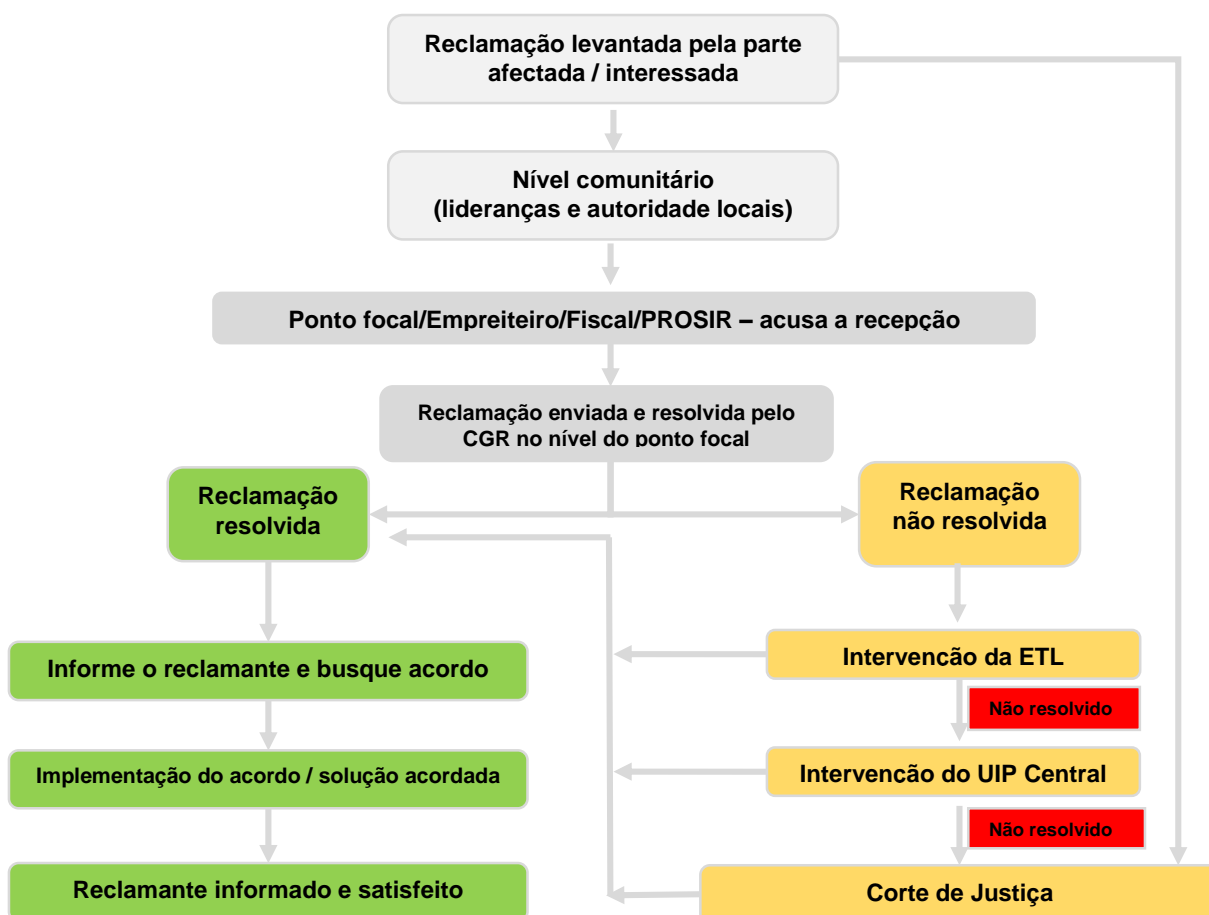 Reclamação levantada pela parte
afectada / interessada
Nível comunitário
(lideranças e autoridade locais)
Ponto focal/Empreiteiro/Fiscal/PROSIR – acusa a recepção
Reclamação enviada e resolvida pelo
CGR no nível do ponto focal
Reclamação
resolvida
Reclamação
não resolvida
Informe o reclamante e busque acordo
Intervenção da ETL
Não resolvido
Implementação do acordo / solução acordada
Intervenção do UIP Central
Não resolvido
Reclamante informado e satisfeito
Corte de Justiça